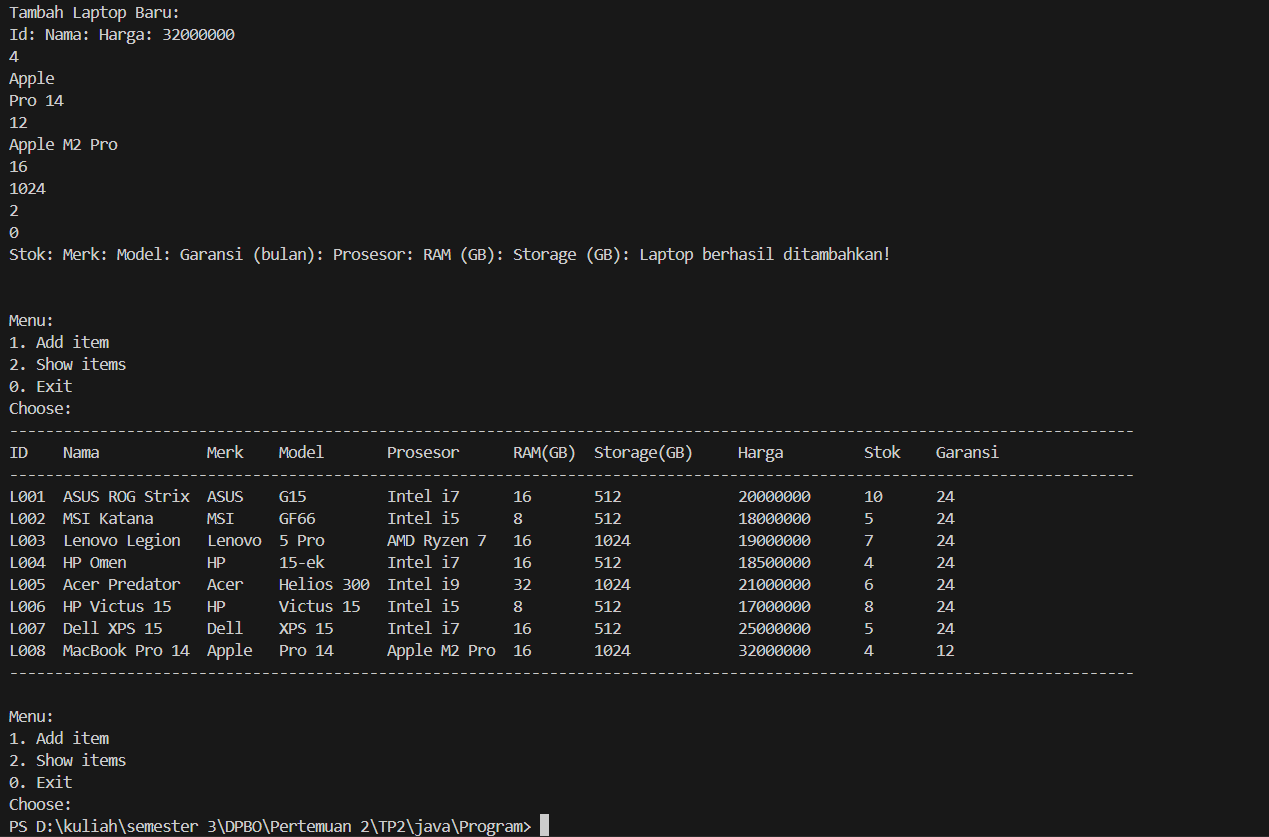 Tambah Laptop Baru:
Id: Nama: Harga: 32000000
4
Apple
Pro 14
12
Apple M2 Pro
16
1024
2
0
Stok: Merk: Model: Garansi (bulan): Prosesor: RAM (GB): Storage (GB): Laptop berhasil ditambahkan!
Menu:
1. Add item
2. Show items
0. Exit
Choose:
-----------------------------------------------------------------------------------------------------------------------------
ID    Nama            Merk    Model       Prosesor      RAM(GB)  Storage(GB)     Harga         Stok    Garansi
-----------------------------------------------------------------------------------------------------------------------------
L001  ASUS ROG Strix  ASUS    G15         Intel i7      16       512             20000000      10      24
L002  MSI Katana      MSI     GF66        Intel i5      8        512             18000000      5       24
L003  Lenovo Legion   Lenovo  5 Pro       AMD Ryzen 7   16       1024            19000000      7       24
L004  HP Omen         HP      15-ek       Intel i7      16       512             18500000      4       24
L005  Acer Predator   Acer    Helios 300  Intel i9      32       1024            21000000      6       24
L006  HP Victus 15    HP      Victus 15   Intel i5      8        512             17000000      8       24
L007  Dell XPS 15     Dell    XPS 15      Intel i7      16       512             25000000      5       24
L008  MacBook Pro 14  Apple   Pro 14      Apple M2 Pro  16       1024            32000000      4       12
-----------------------------------------------------------------------------------------------------------------------------
Menu:
1. Add item
2. Show items
0. Exit
Choose:
PS D:\kuliah\semester 3\DPBO\Pertemuan 2\TP2\java\Program>